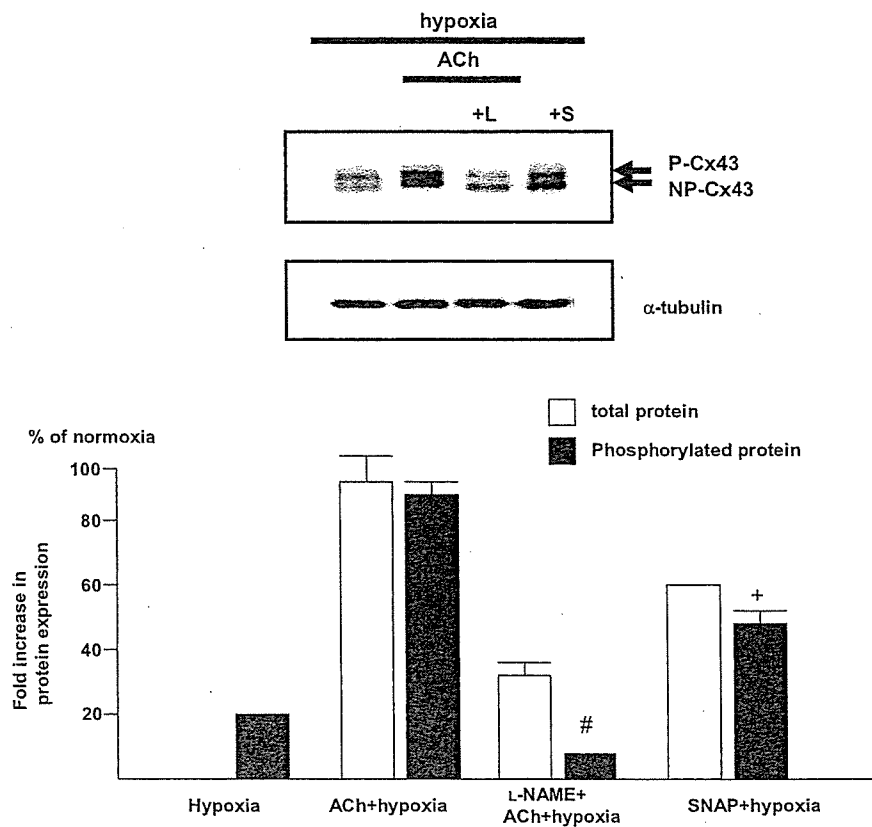 hypoxia
ACh
+L +S
P-Cx43
NP-Cx43
α-tubulin
total protein
Phosphorylated protein
% of normoxia
Fold increase in
protein expression
100
80
60
40
20
+
#
Hypoxia
ACh+hypoxia
L-NAME+
ACh+hypoxia
SNAP+hypoxia